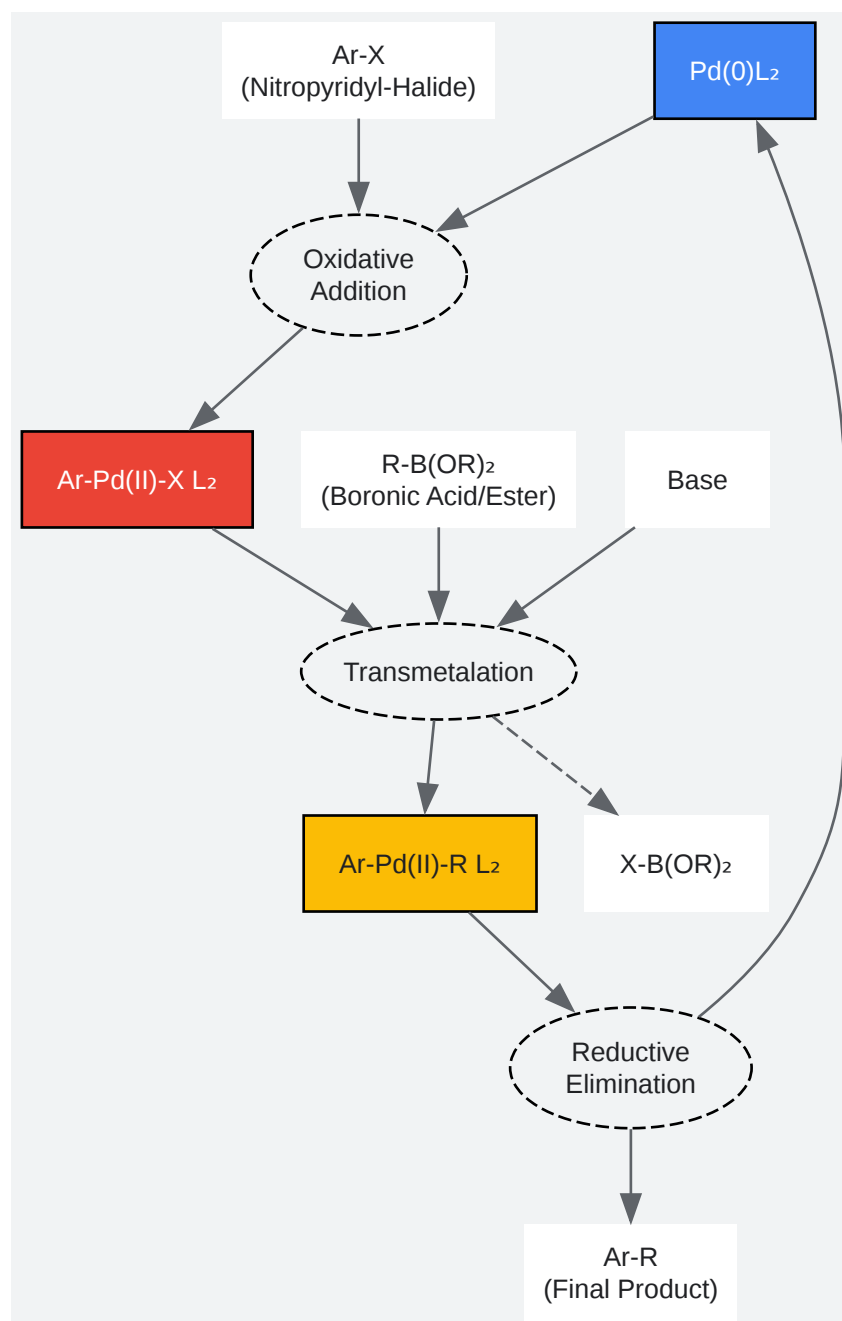 Ar-X
(Nitropyridyl-Halide)
Pd(0)L₂
Oxidative
Addition
Ar-Pd(II)-X L₂
R-B(OR)₂
(Boronic Acid/Ester)
Base
Transmetalation
Ar-Pd(II)-R L₂
X-B(OR)₂
Reductive
Elimination
Ar-R
(Final Product)